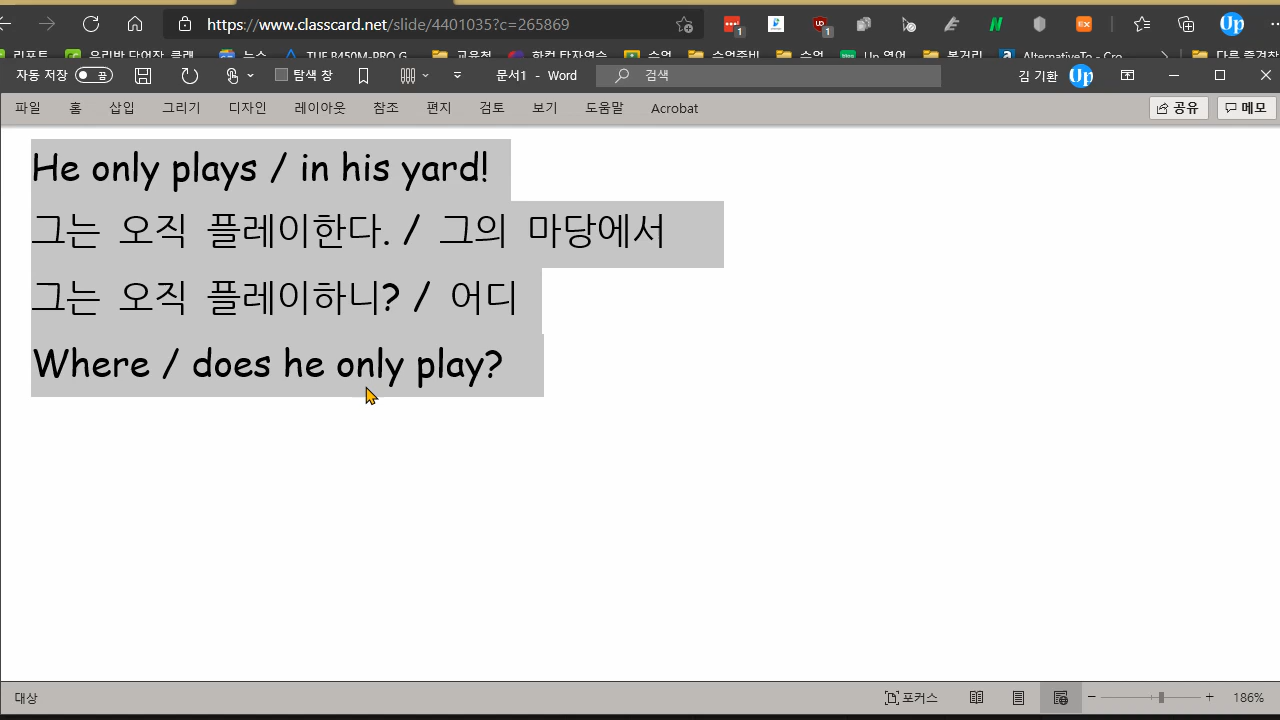 https://www.classcard.net/slide/4401035?c=265869
자동 저장 끔 탐색 창 문서1 - Word 검색 김 기환 Up
파일 홈 삽입 그리기 디자인 레이아웃 참조 편지 검토 보기 도움말 Acrobat 공유 메모
He only plays / in his yard!
그는 오직 플레이한다. / 그의 마당에서
그는 오직 플레이하니? / 어디
Where / does he only play?
대상 포커스 186%